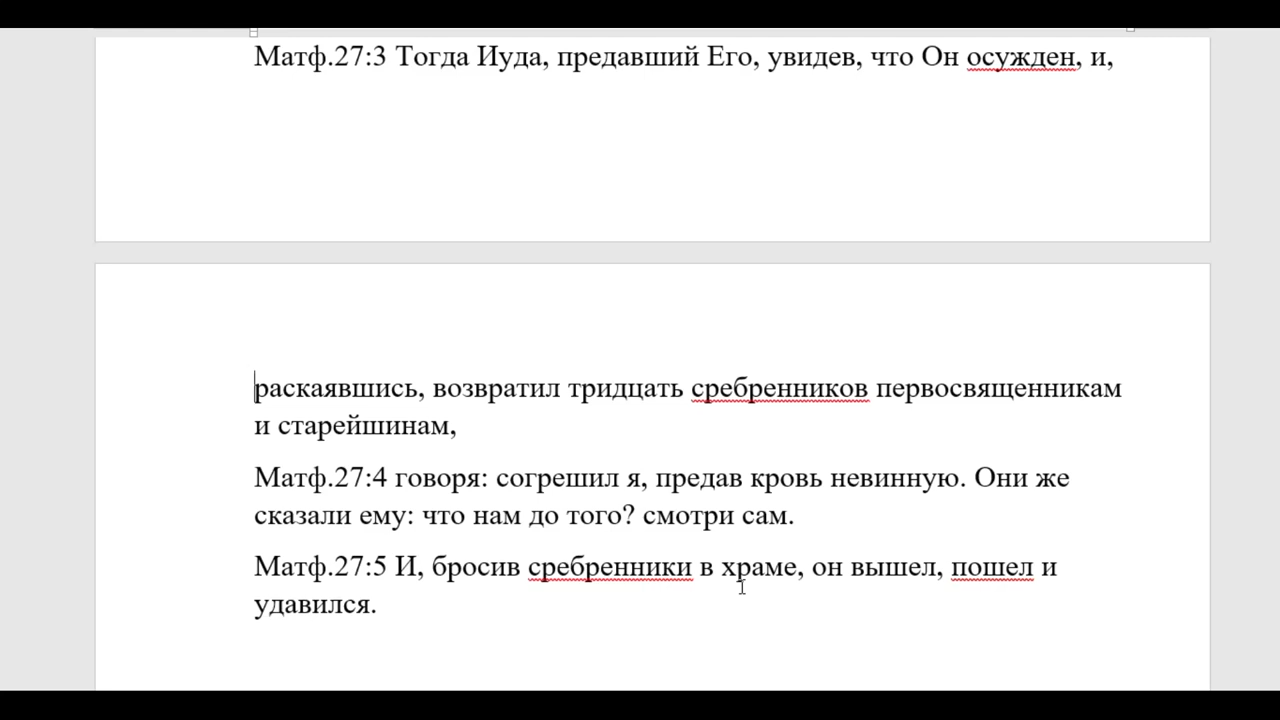 Матф.27:3 Тогда Иуда, предавший Его, увидев, что Он осужден, и,
раскаявшись, возвратил тридцать сребренников первосвященникам
и старейшинам,
Матф.27:4 говоря: согрешил я, предав кровь невинную. Они же
сказали ему: что нам до того? смотри сам.
Матф.27:5 И, бросив сребренники в храме, он вышел, пошел и
удавился.